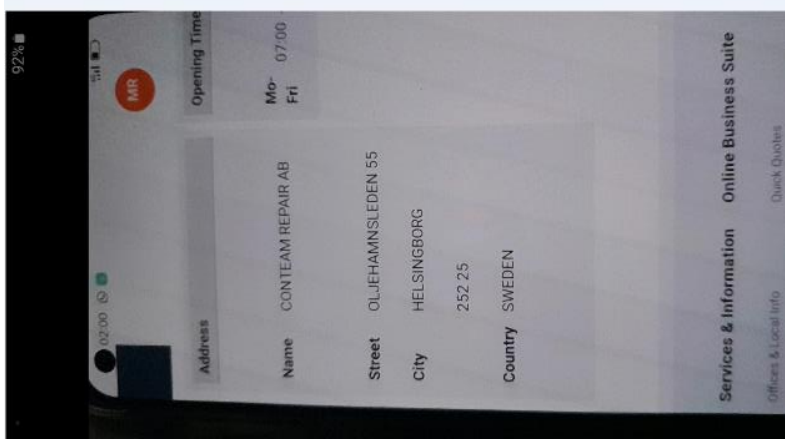 92%
02:00
MR
Address
Opening Time
Name CONTEAM REPAIR AB
Mo-Fri 07:00
Street OLJEHAMNSLEDEN 55
City HELSINGBORG
252 25
Country SWEDEN
Services & Information
Online Business Suite
Offices & Local Info
Quick Quotes